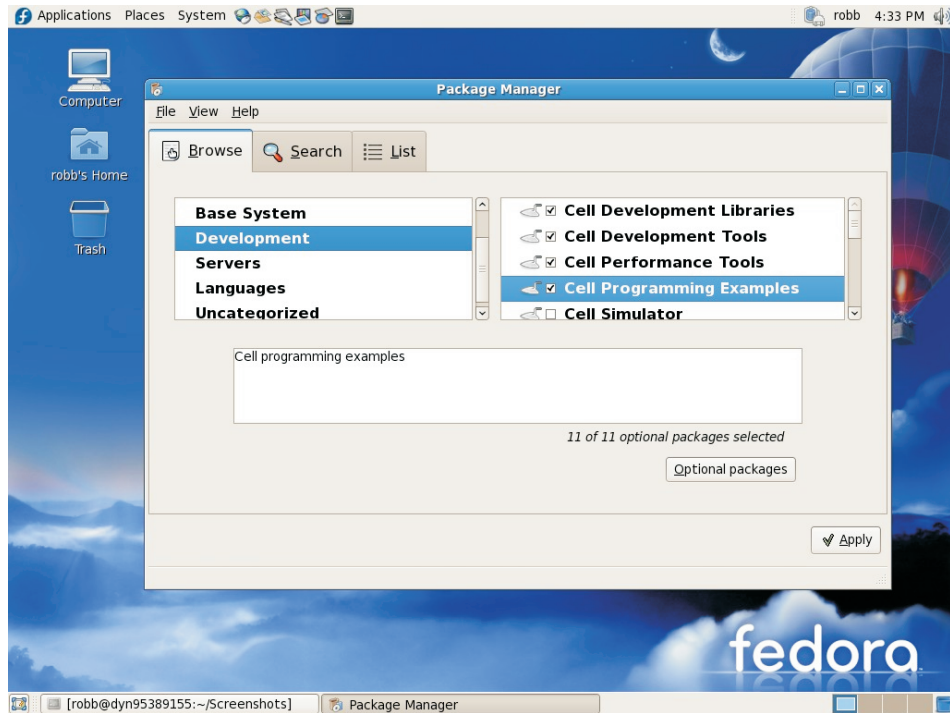 Applications Places System robb 4:33 PM
Computer
robb's Home
Trash
Package Manager
File View Help
Browse Search List
Base System
Development
Servers
Languages
Uncategorized
Cell Development Libraries
Cell Development Tools
Cell Performance Tools
Cell Programming Examples
Cell Simulator
Cell programming examples
11 of 11 optional packages selected
Optional packages
Apply
fedora
[robb@dyn95389155:~/Screenshots] Package Manager